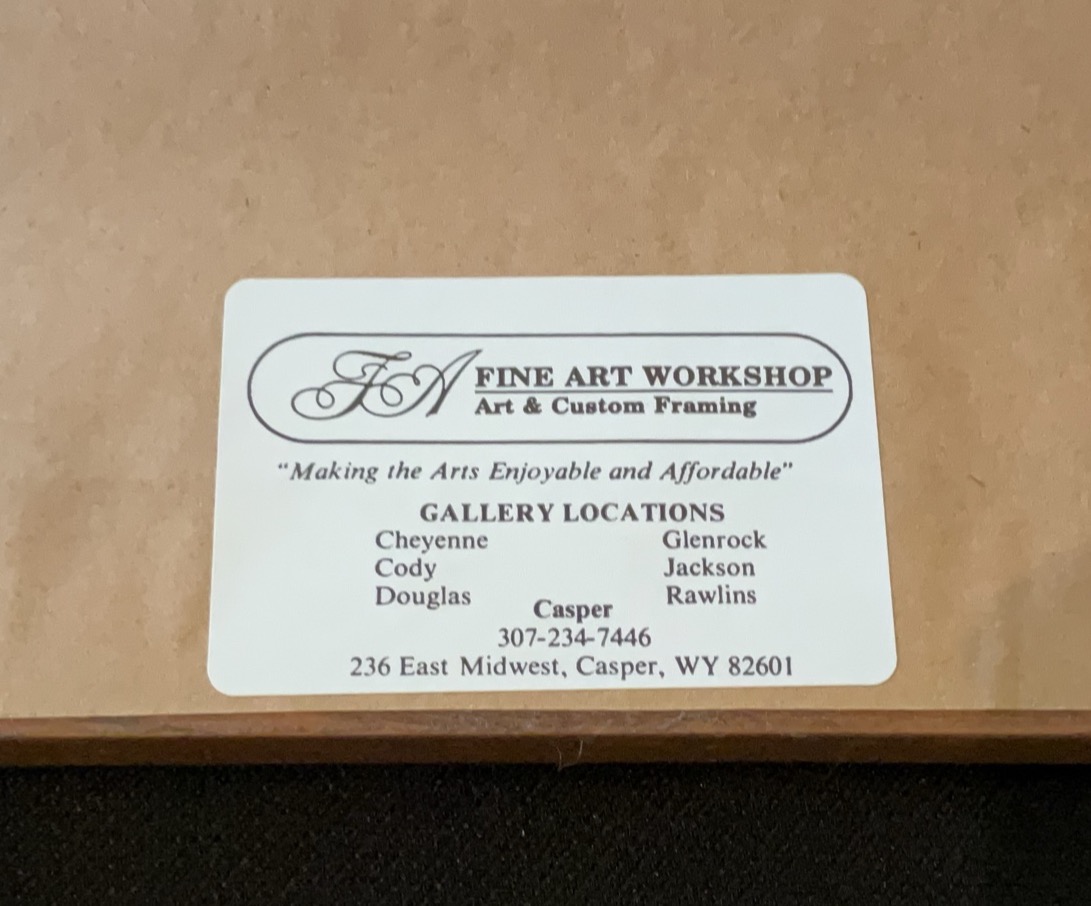 FA FINE ART WORKSHOP
Art & Custom Framing
"Making the Arts Enjoyable and Affordable"
GALLERY LOCATIONS
Cheyenne Glenrock
Cody Jackson
Douglas Rawlins
Casper
307-234-7446
236 East Midwest, Casper, WY 82601